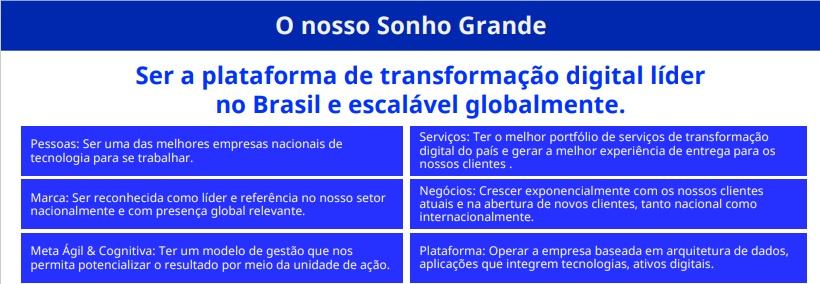 O nosso Sonho Grande
Ser a plataforma de transformação digital líder
no Brasil e escalável globalmente.
Pessoas: Ser uma das melhores empresas nacionais de
tecnologia para se trabalhar.
Serviços: Ter o melhor portfólio de serviços de transformação
digital do país e gerar a melhor experiência de entrega para os
nossos clientes .
Marca: Ser reconhecida como líder e referência no nosso setor
nacionalmente e com presença global relevante.
Negócios: Crescer exponencialmente com os nossos clientes
atuais e na abertura de novos clientes, tanto nacional como
internacionalmente.
Meta Ágil & Cognitiva: Ter um modelo de gestão que nos
permita potencializar o resultado por meio da unidade de ação.
Plataforma: Operar a empresa baseada em arquitetura de dados,
aplicações que integrem tecnologias, ativos digitais.